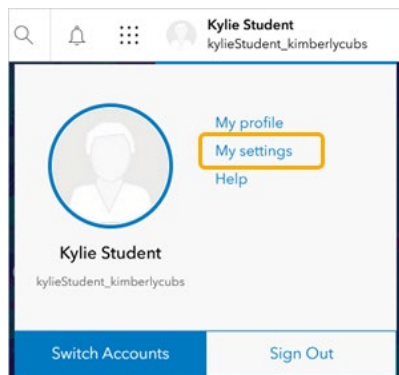 Kylie Student
kylieStudent_kimberlycubs
My profile
My settings
Help
Kylie Student
kylieStudent_kimberlycubs
Switch Accounts
Sign Out